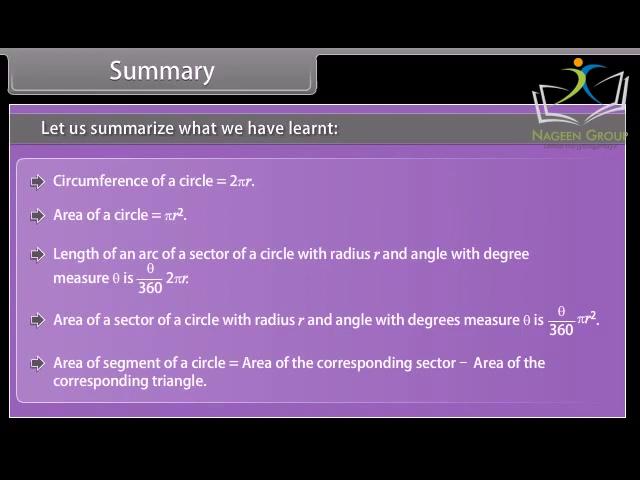 Summary
NAGEEN GROUP
Let us summarize what we have learnt:
Circumference of a circle = 2πr.
Area of a circle = πr².
Length of an arc of a sector of a circle with radius r and angle with degree
measure θ is θ/360 2πr.
Area of a sector of a circle with radius r and angle with degrees measure θ is θ/360 πr².
Area of segment of a circle = Area of the corresponding sector − Area of the
corresponding triangle.